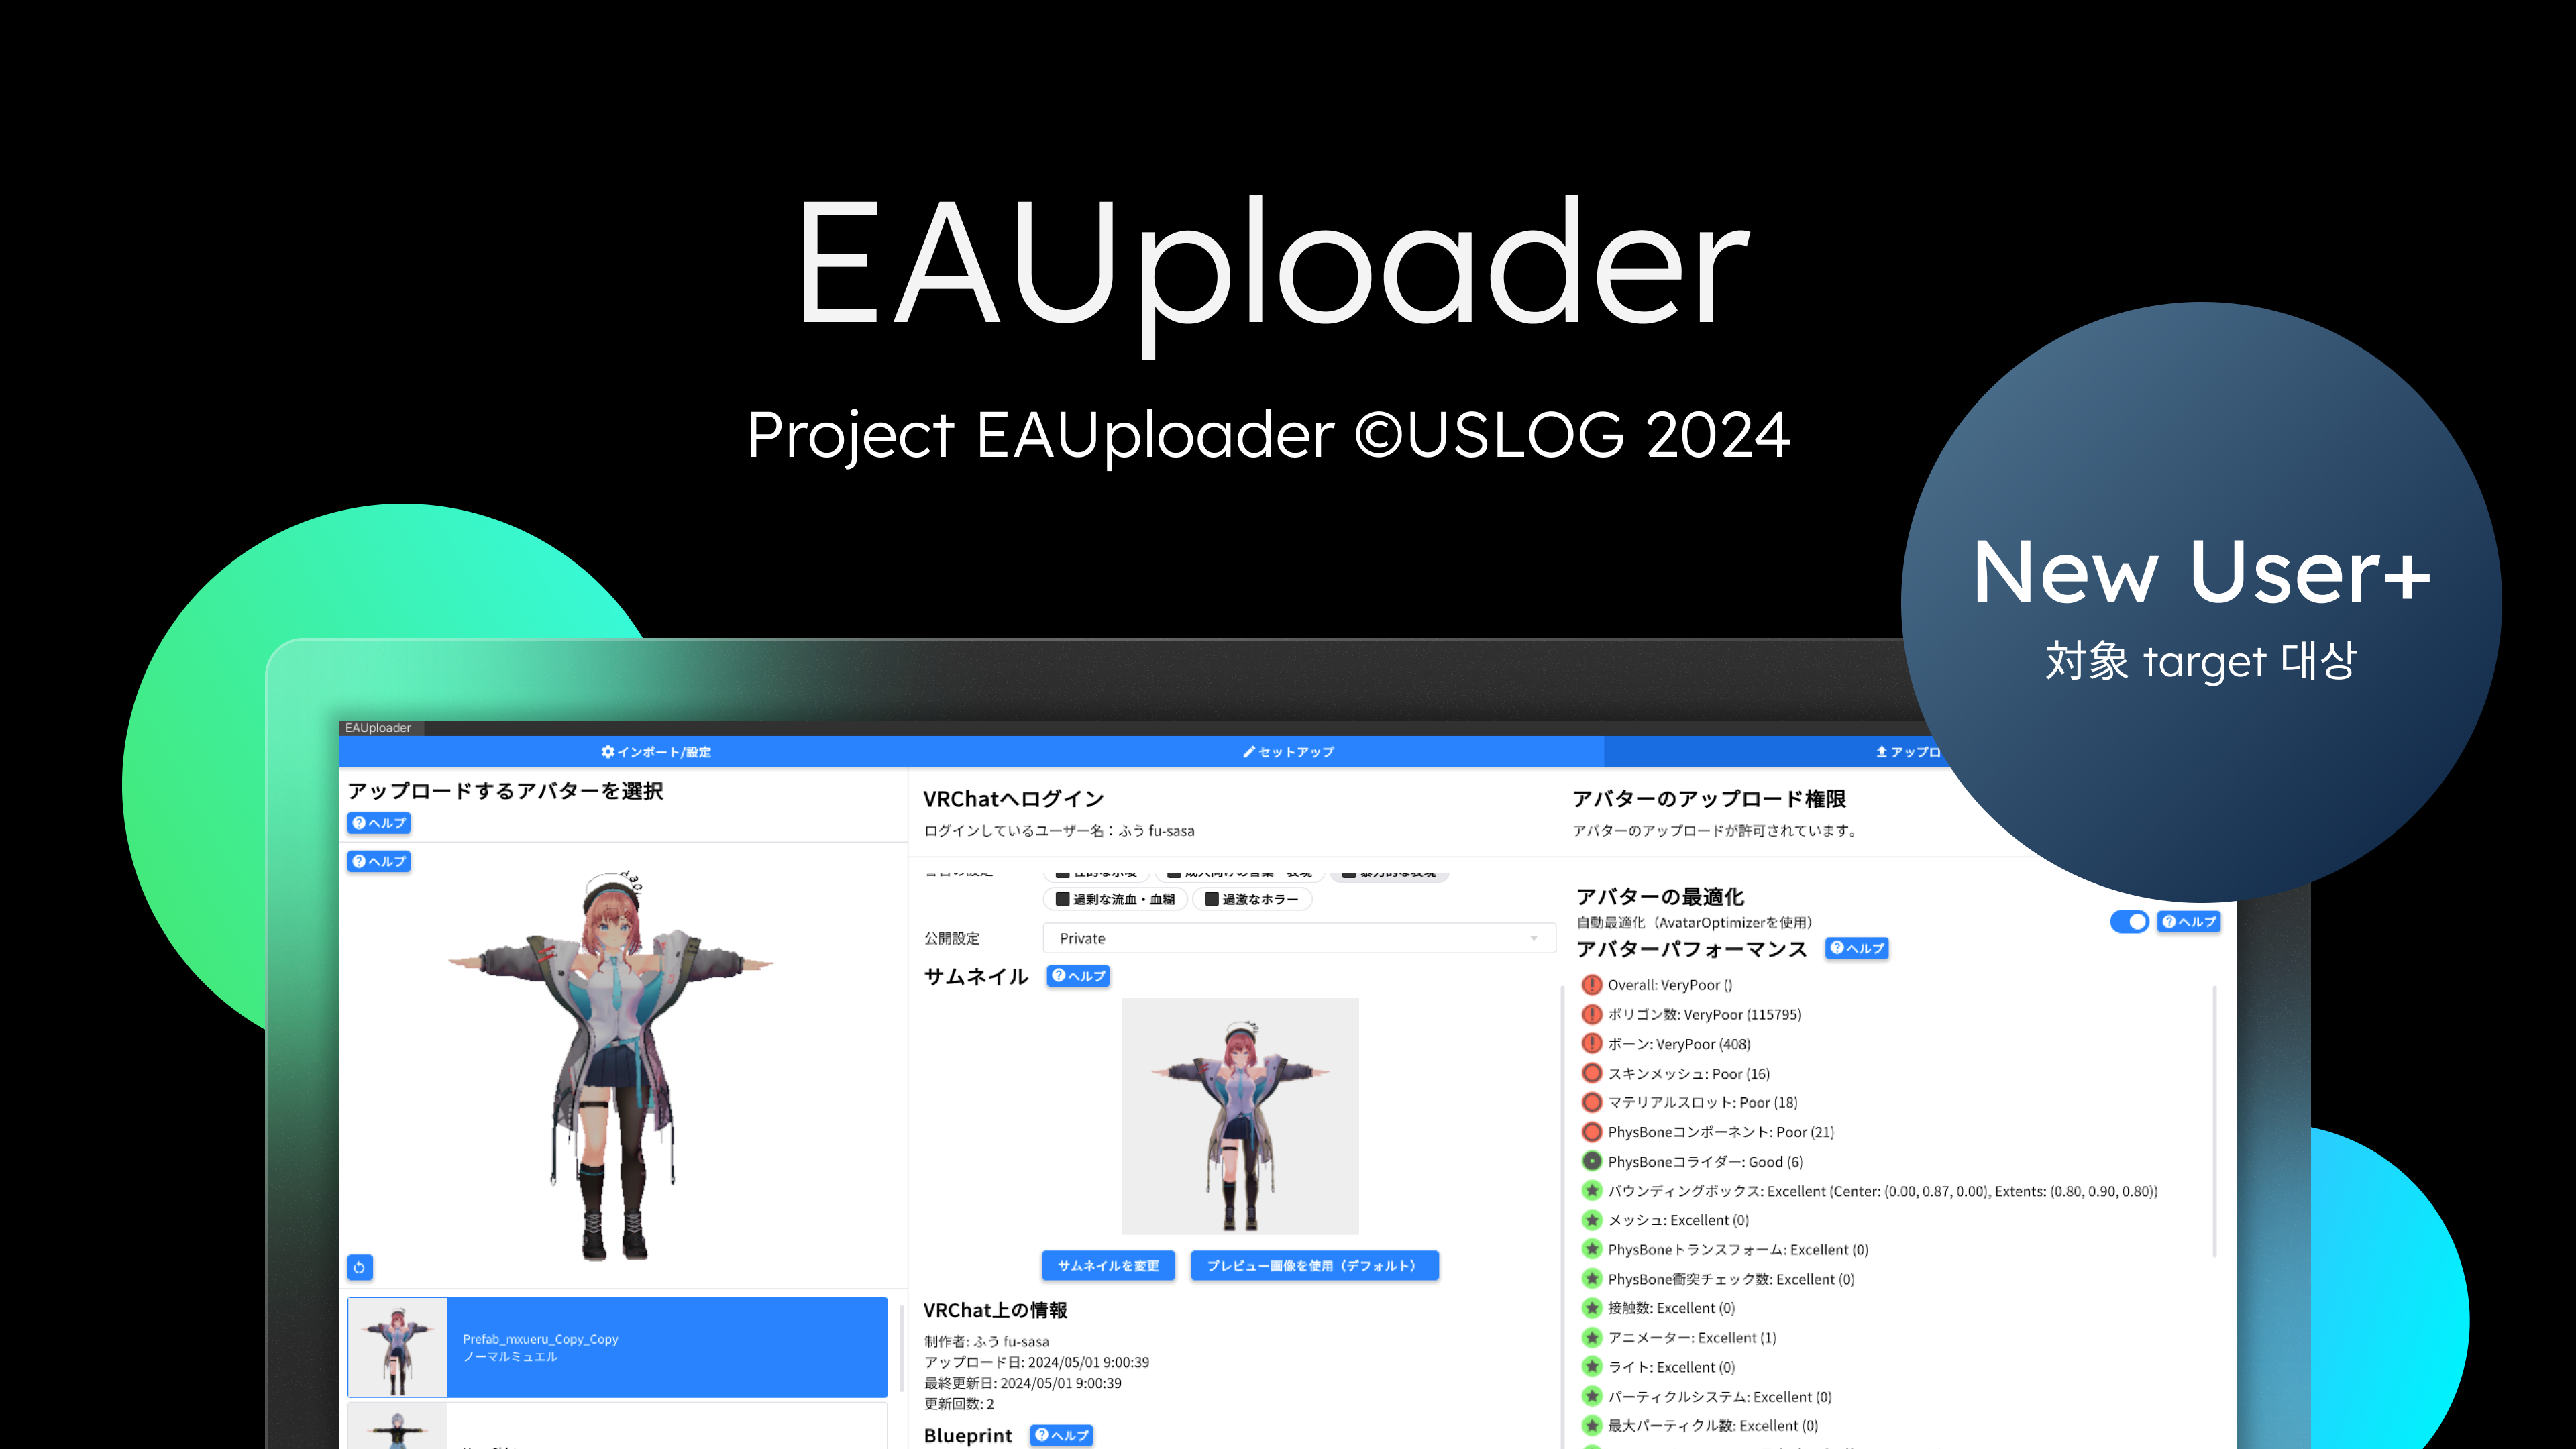 EAUploader
Project EAUploader ©USLOG 2024
New User+
対象 target 대상
EAUploader
インポート/設定
セットアップ
アップロ
アップロードするアバターを選択
ヘルプ
ヘルプ
Prefab_mxueru_Copy_Copy
ノーマルミュエル
VRChatへログイン
ログインしているユーザー名：ふう fu-sasa
過剰な流血・血糊
過激なホラー
公開設定
Private
サムネイル
ヘルプ
サムネイルを変更
プレビュー画像を使用（デフォルト）
VRChat上の情報
制作者: ふう fu-sasa
アップロード日: 2024/05/01 9:00:39
最終更新日: 2024/05/01 9:00:39
更新回数: 2
Blueprint
ヘルプ
アバターのアップロード権限
アバターのアップロードが許可されています。
アバターの最適化
自動最適化（AvatarOptimizerを使用）
ヘルプ
アバターパフォーマンス
ヘルプ
Overall: VeryPoor ()
ポリゴン数: VeryPoor (115795)
ボーン: VeryPoor (408)
スキンメッシュ: Poor (16)
マテリアルスロット: Poor (18)
PhysBoneコンポーネント: Poor (21)
PhysBoneコライダー: Good (6)
バウンディングボックス: Excellent (Center: (0.00, 0.87, 0.00), Extents: (0.80, 0.90, 0.80))
メッシュ: Excellent (0)
PhysBoneトランスフォーム: Excellent (0)
PhysBone衝突チェック数: Excellent (0)
接触数: Excellent (0)
アニメーター: Excellent (1)
ライト: Excellent (0)
パーティクルシステム: Excellent (0)
最大パーティクル数: Excellent (0)